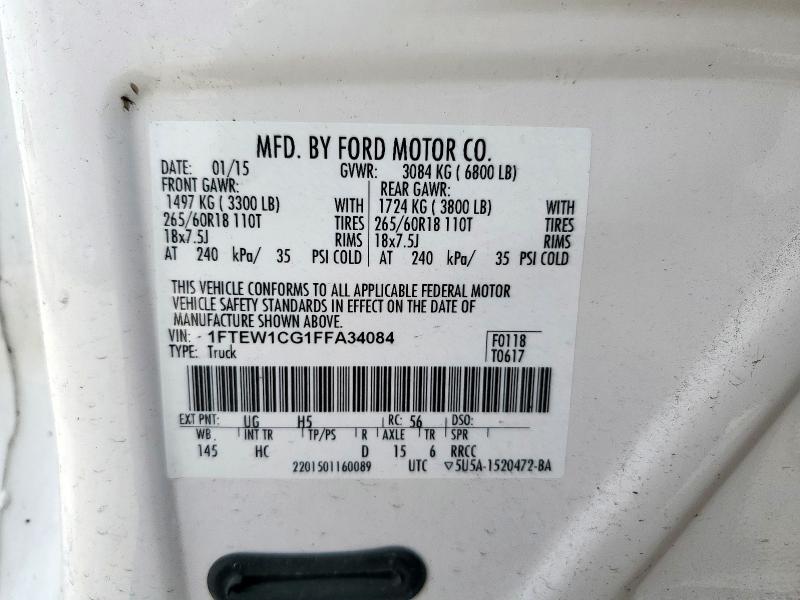 MFD. BY FORD MOTOR CO.
DATE: 01/15 GVWR: 3084 KG ( 6800 LB)
FRONT GAWR: REAR GAWR:
1497 KG ( 3300 LB) WITH 1724 KG ( 3800 LB) WITH
265/60R18 110T TIRES 265/60R18 110T TIRES
18x7.5J RIMS 18x7.5J RIMS
AT 240 kPa/ 35 PSI COLD AT 240 kPa/ 35 PSI COLD
THIS VEHICLE CONFORMS TO ALL APPLICABLE FEDERAL MOTOR
VEHICLE SAFETY STANDARDS IN EFFECT ON THE DATE OF
MANUFACTURE SHOWN ABOVE.
VIN: 1FTEW1CG1FFA34084 F0118
TYPE: Truck T0617
EXT PNT: UG H5 RC: 56 DSO:
WB INT TR TP/PS R AXLE TR SPR
145 HC D 15 6 RRCC
2201501160089 UTC ▽5U5A-1520472-BA